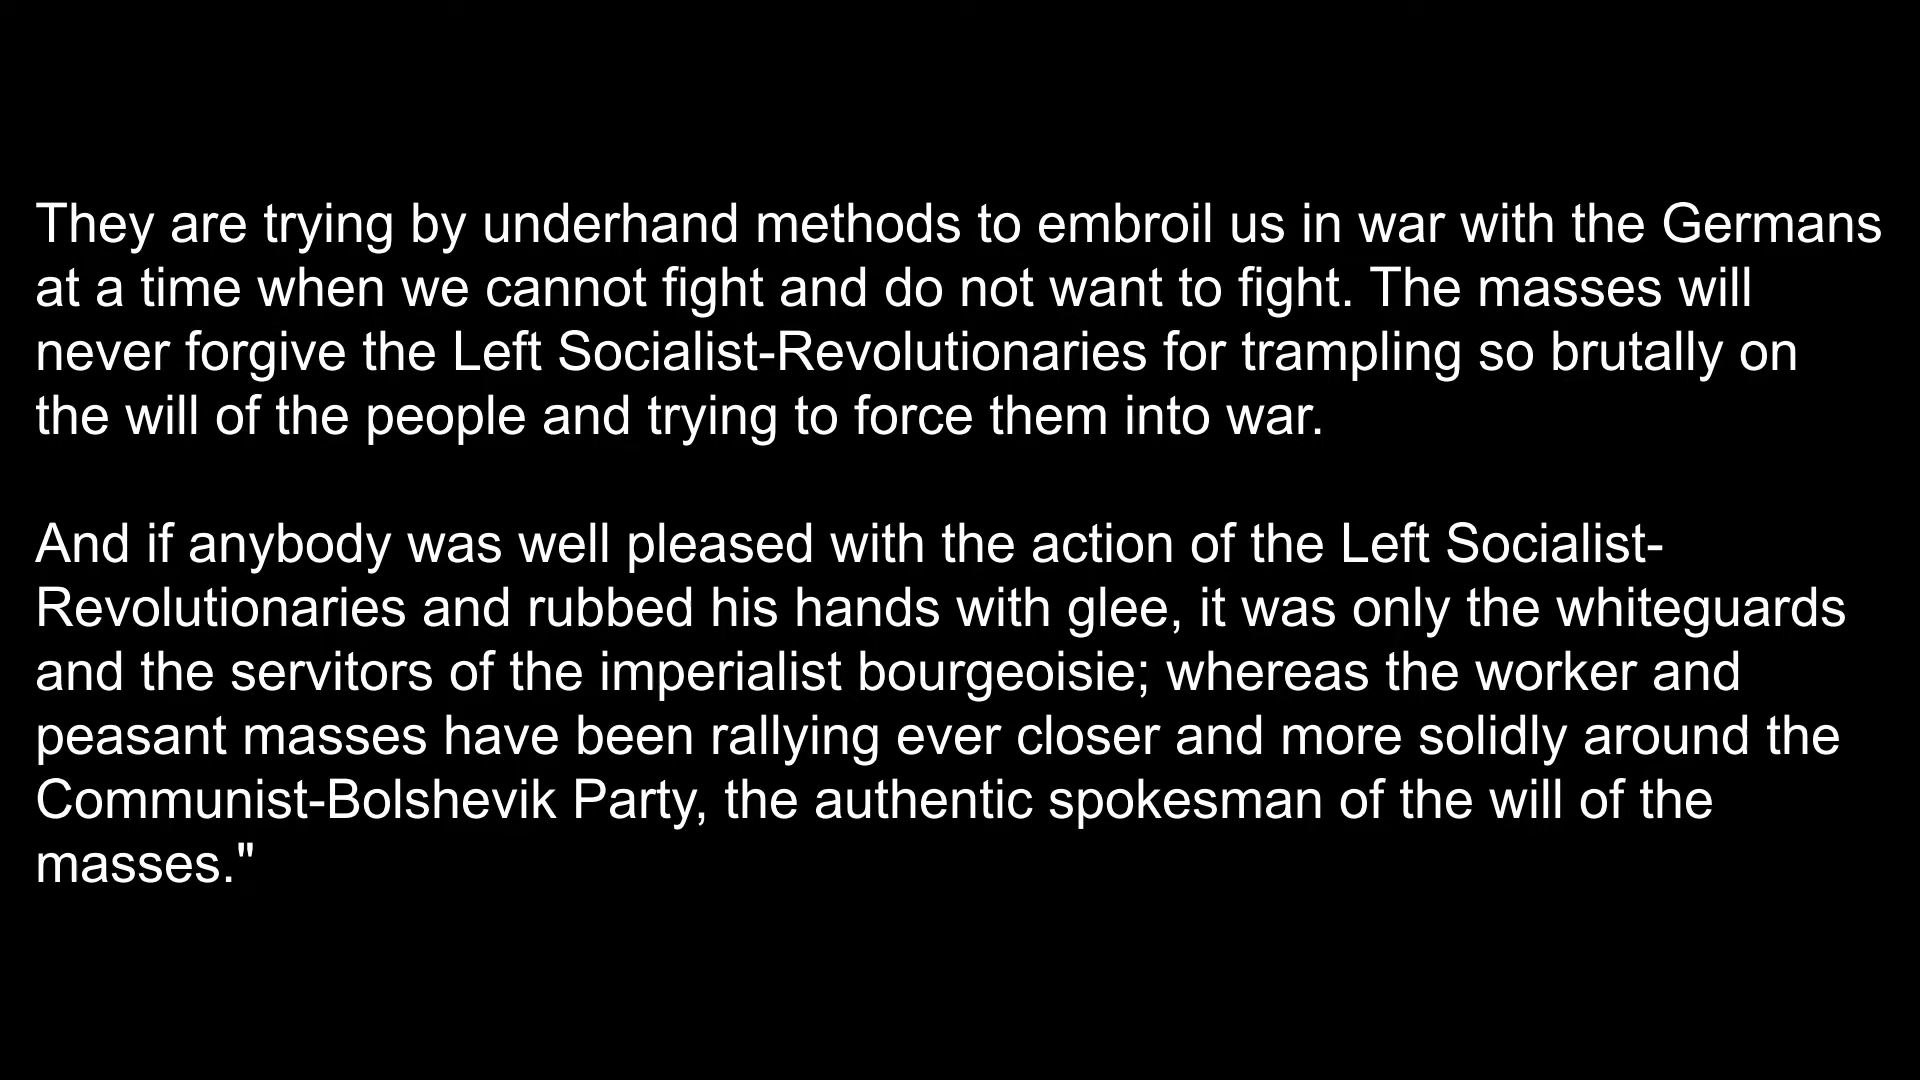 They are trying by underhand methods to embroil us in war with the Germans
at a time when we cannot fight and do not want to fight. The masses will
never forgive the Left Socialist-Revolutionaries for trampling so brutally on
the will of the people and trying to force them into war.
And if anybody was well pleased with the action of the Left Socialist-
Revolutionaries and rubbed his hands with glee, it was only the whiteguards
and the servitors of the imperialist bourgeoisie; whereas the worker and
peasant masses have been rallying ever closer and more solidly around the
Communist-Bolshevik Party, the authentic spokesman of the will of the
masses."